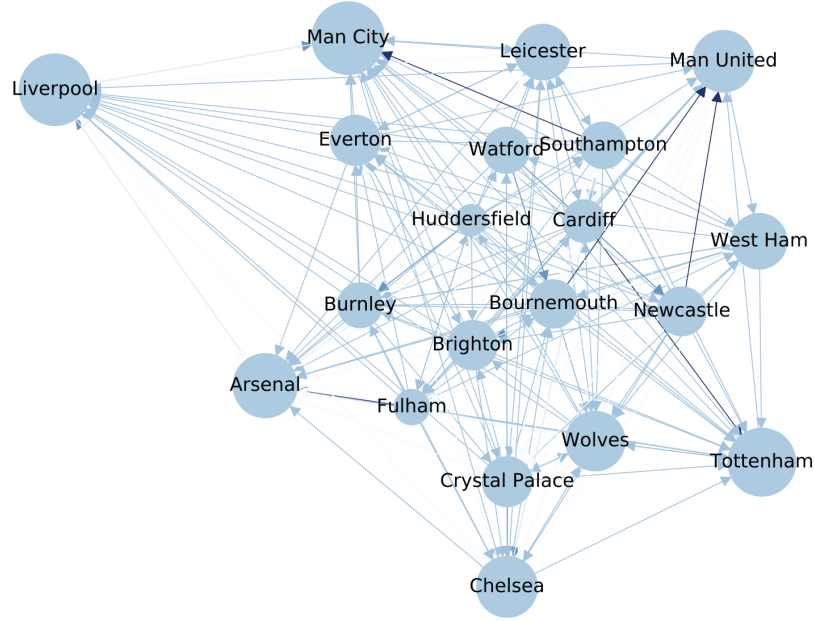 Man City
Leicester
Man United
Liverpool
Everton
Watford
Southampton
Huddersfield
Cardiff
West Ham
Burnley
Bournemouth
Newcastle
Brighton
Arsenal
Fulham
Wolves
Tottenham
Crystal Palace
Chelsea